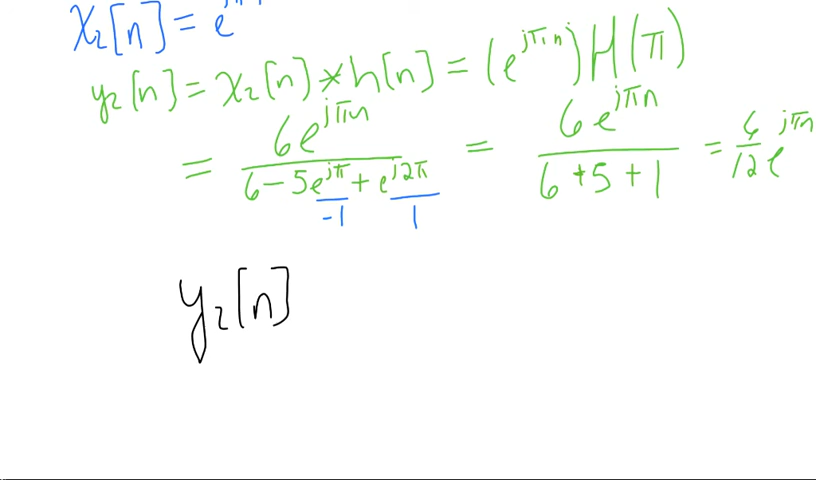 x₂[n] = e^jπn
y₂[n] = x₂[n] * h[n] = (e^jπn) H(π)
= 6e^jπn / (6 - 5e^jπ + e^j2π) = 6e^jπn / (6 + 5 + 1) = 6/12 e^jπn
-1 1
y₂[n]